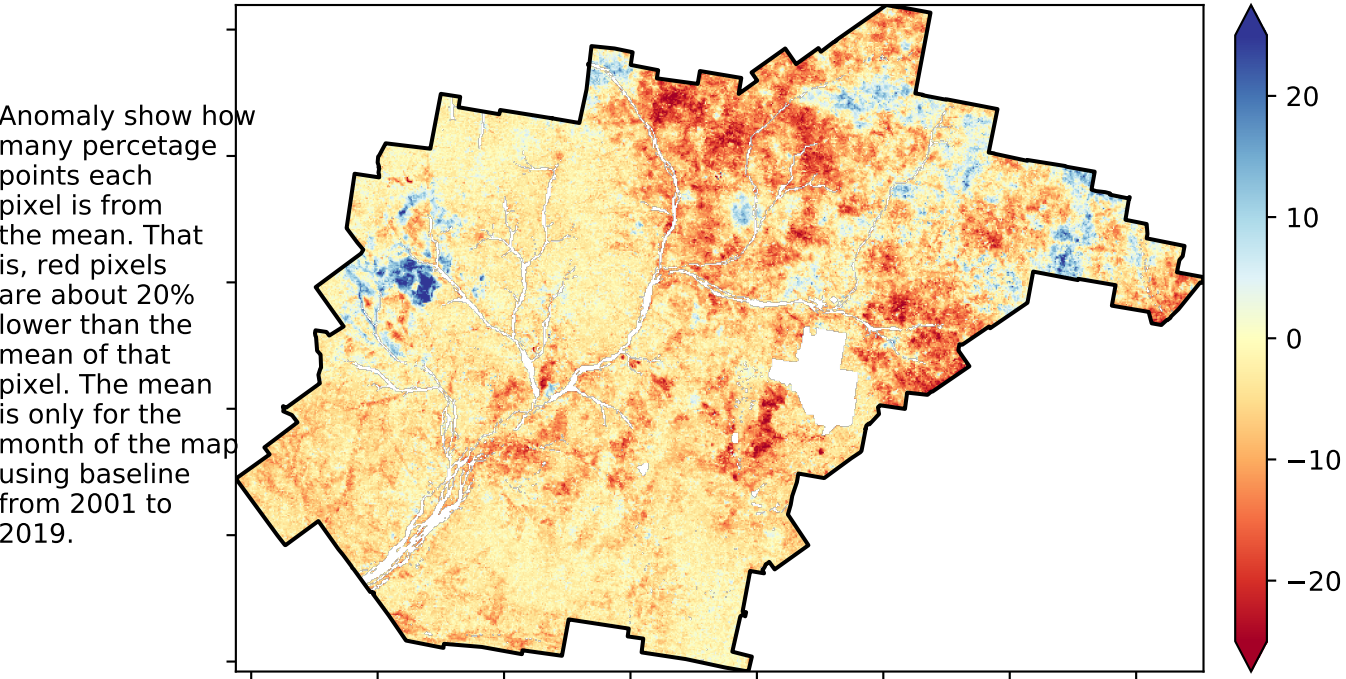 Anomaly show how
many percetage
points each
pixel is from
the mean. That
is, red pixels
are about 20%
lower than the
mean of that
pixel. The mean
is only for the
month of the map
using baseline
from 2001 to
2019.
20
10
0
−10
−20